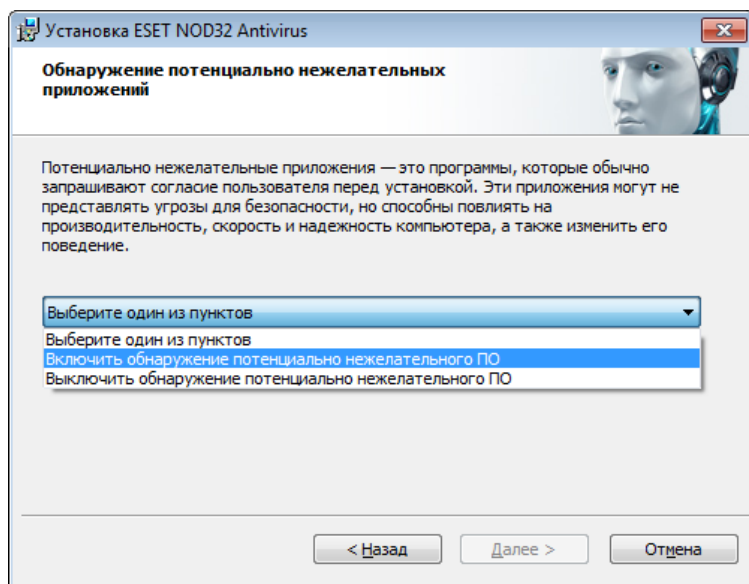 Установка ESET NOD32 Antivirus
Обнаружение потенциально нежелательных
приложений
Потенциально нежелательные приложения — это программы, которые обычно
запрашивают согласие пользователя перед установкой. Эти приложения могут не
представлять угрозы для безопасности, но способны повлиять на
производительность, скорость и надежность компьютера, а также изменить его
поведение.
Выберите один из пунктов
Выберите один из пунктов
Включить обнаружение потенциально нежелательного ПО
Выключить обнаружение потенциально нежелательного ПО
< Назад Далее > Отмена